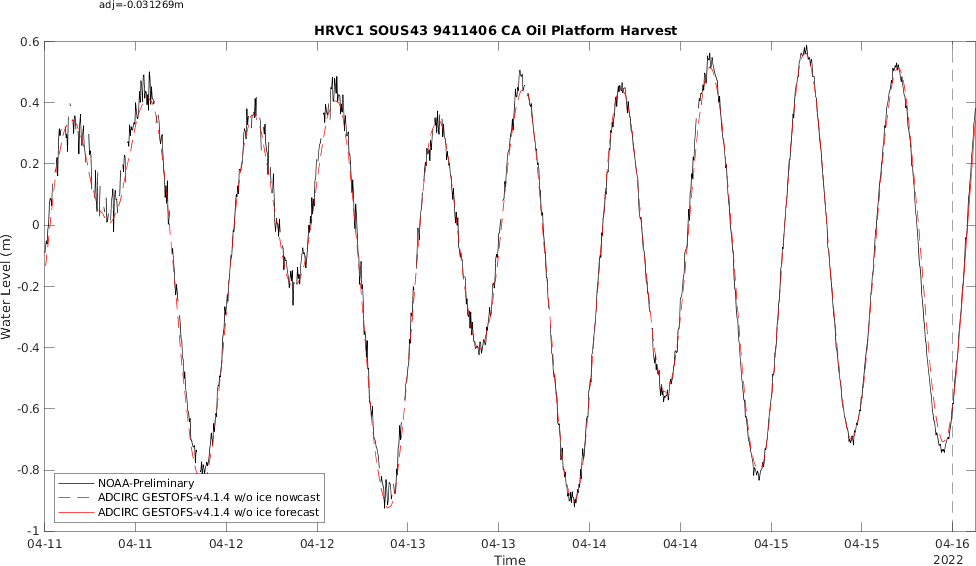 adj=-0.031269m
HRVC1 SOUS43 9411406 CA Oil Platform Harvest
0.6
0.4
0.2
0
-0.2
-0.4
-0.6
-0.8
-1
Water Level (m)
NOAA-Preliminary
ADCIRC GESTOFS-v4.1.4 w/o ice nowcast
ADCIRC GESTOFS-v4.1.4 w/o ice forecast
04-11 04-11 04-12 04-12 04-13 04-13 04-14 04-14 04-15 04-15 04-16
Time
2022